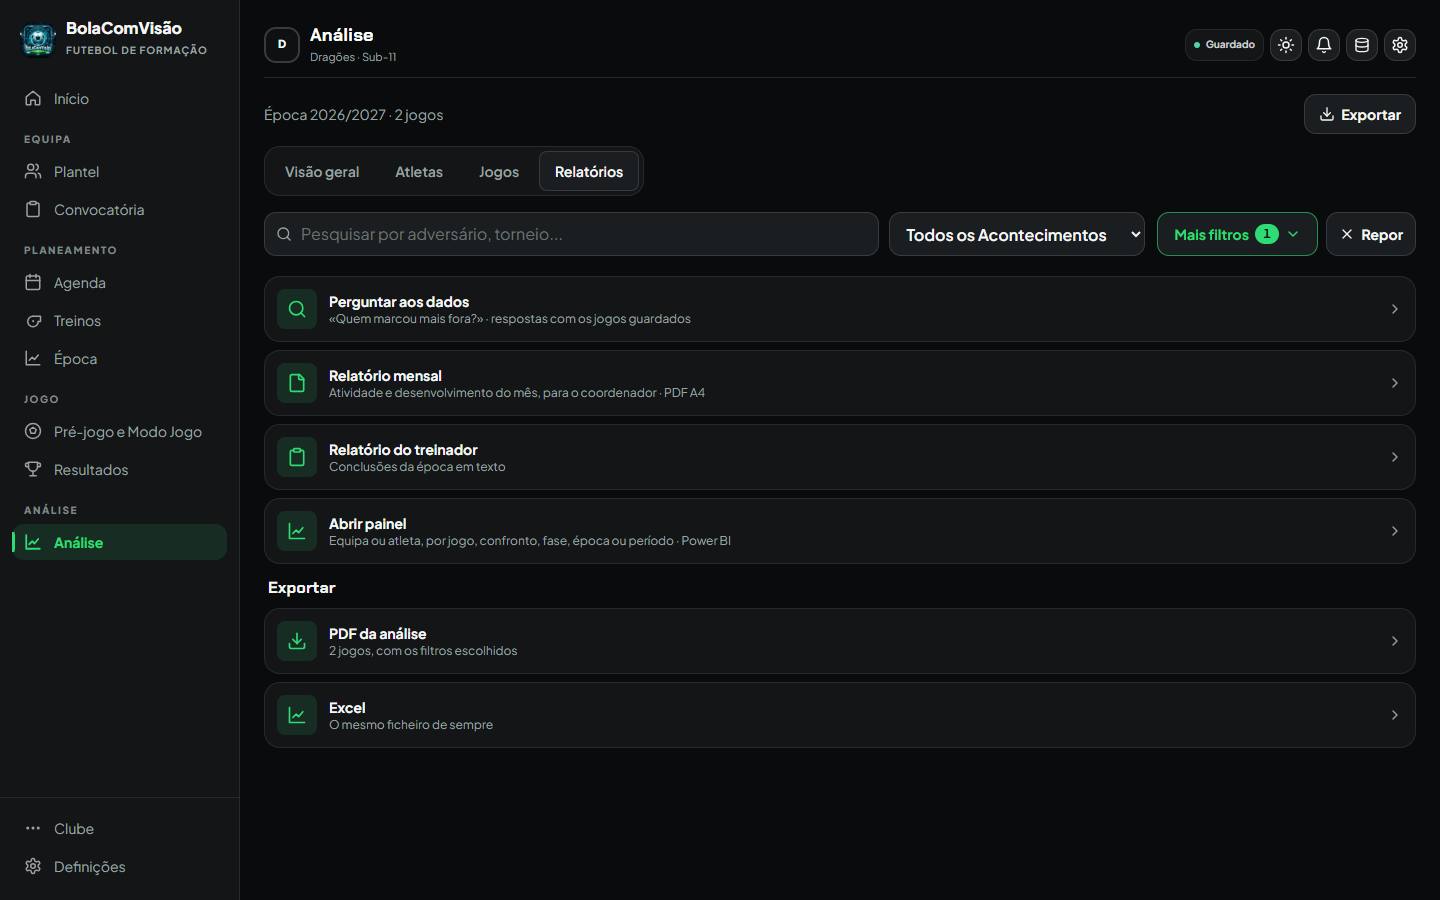 BolaComVisão
FUTEBOL DE FORMAÇÃO
Início
EQUIPA
Plantel
Convocatória
PLANEAMENTO
Agenda
Treinos
Época
JOGO
Pré-jogo e Modo Jogo
Resultados
ANÁLISE
Análise
Clube
Definições
D
Análise
Dragões · Sub-11
Guardado
Época 2026/2027 · 2 jogos
Exportar
Visão geral
Atletas
Jogos
Relatórios
Pesquisar por adversário, torneio...
Todos os Acontecimentos
Mais filtros 1
Repor
Perguntar aos dados
«Quem marcou mais fora?» · respostas com os jogos guardados
Relatório mensal
Atividade e desenvolvimento do mês, para o coordenador · PDF A4
Relatório do treinador
Conclusões da época em texto
Abrir painel
Equipa ou atleta, por jogo, confronto, fase, época ou período · Power BI
Exportar
PDF da análise
2 jogos, com os filtros escolhidos
Excel
O mesmo ficheiro de sempre